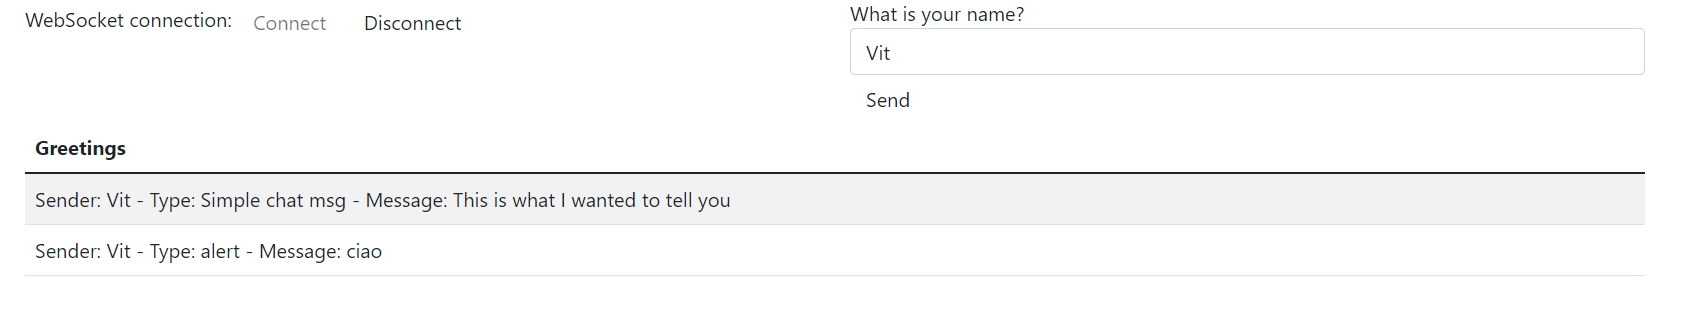 WebSocket connection: Connect Disconnect
What is your name?
Vit
Send
Greetings
Sender: Vit - Type: Simple chat msg - Message: This is what I wanted to tell you
Sender: Vit - Type: alert - Message: ciao